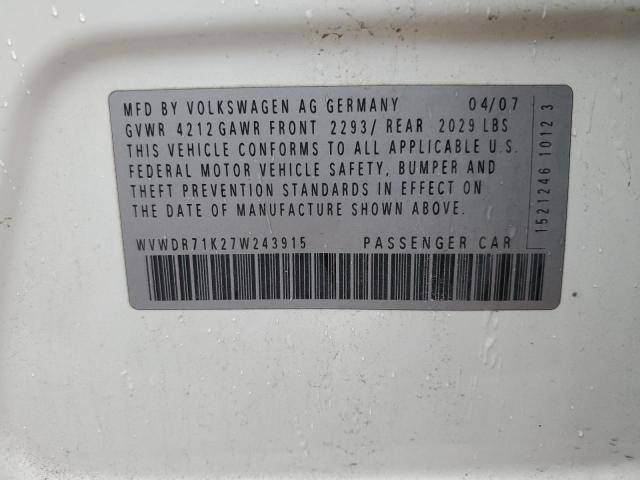 MFD BY VOLKSWAGEN AG GERMANY 04/07
GVWR 4212 GAWR FRONT 2293/ REAR 2029 LBS
THIS VEHICLE CONFORMS TO ALL APPLICABLE U.S.
FEDERAL MOTOR VEHICLE SAFETY, BUMPER AND
THEFT PREVENTION STANDARDS IN EFFECT ON
THE DATE OF MANUFACTURE SHOWN ABOVE.
WVWDR71K27W243915 PASSENGER CAR
1521246 10123